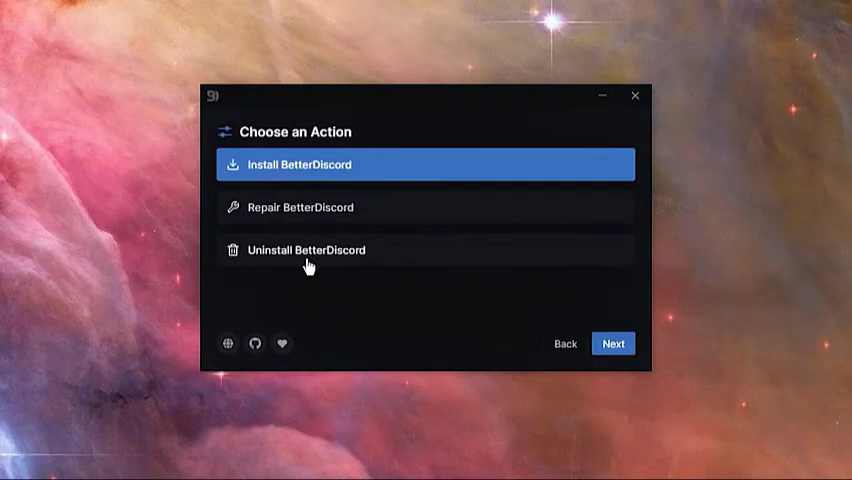 Choose an Action
Install BetterDiscord
Repair BetterDiscord
Uninstall BetterDiscord
Back
Next